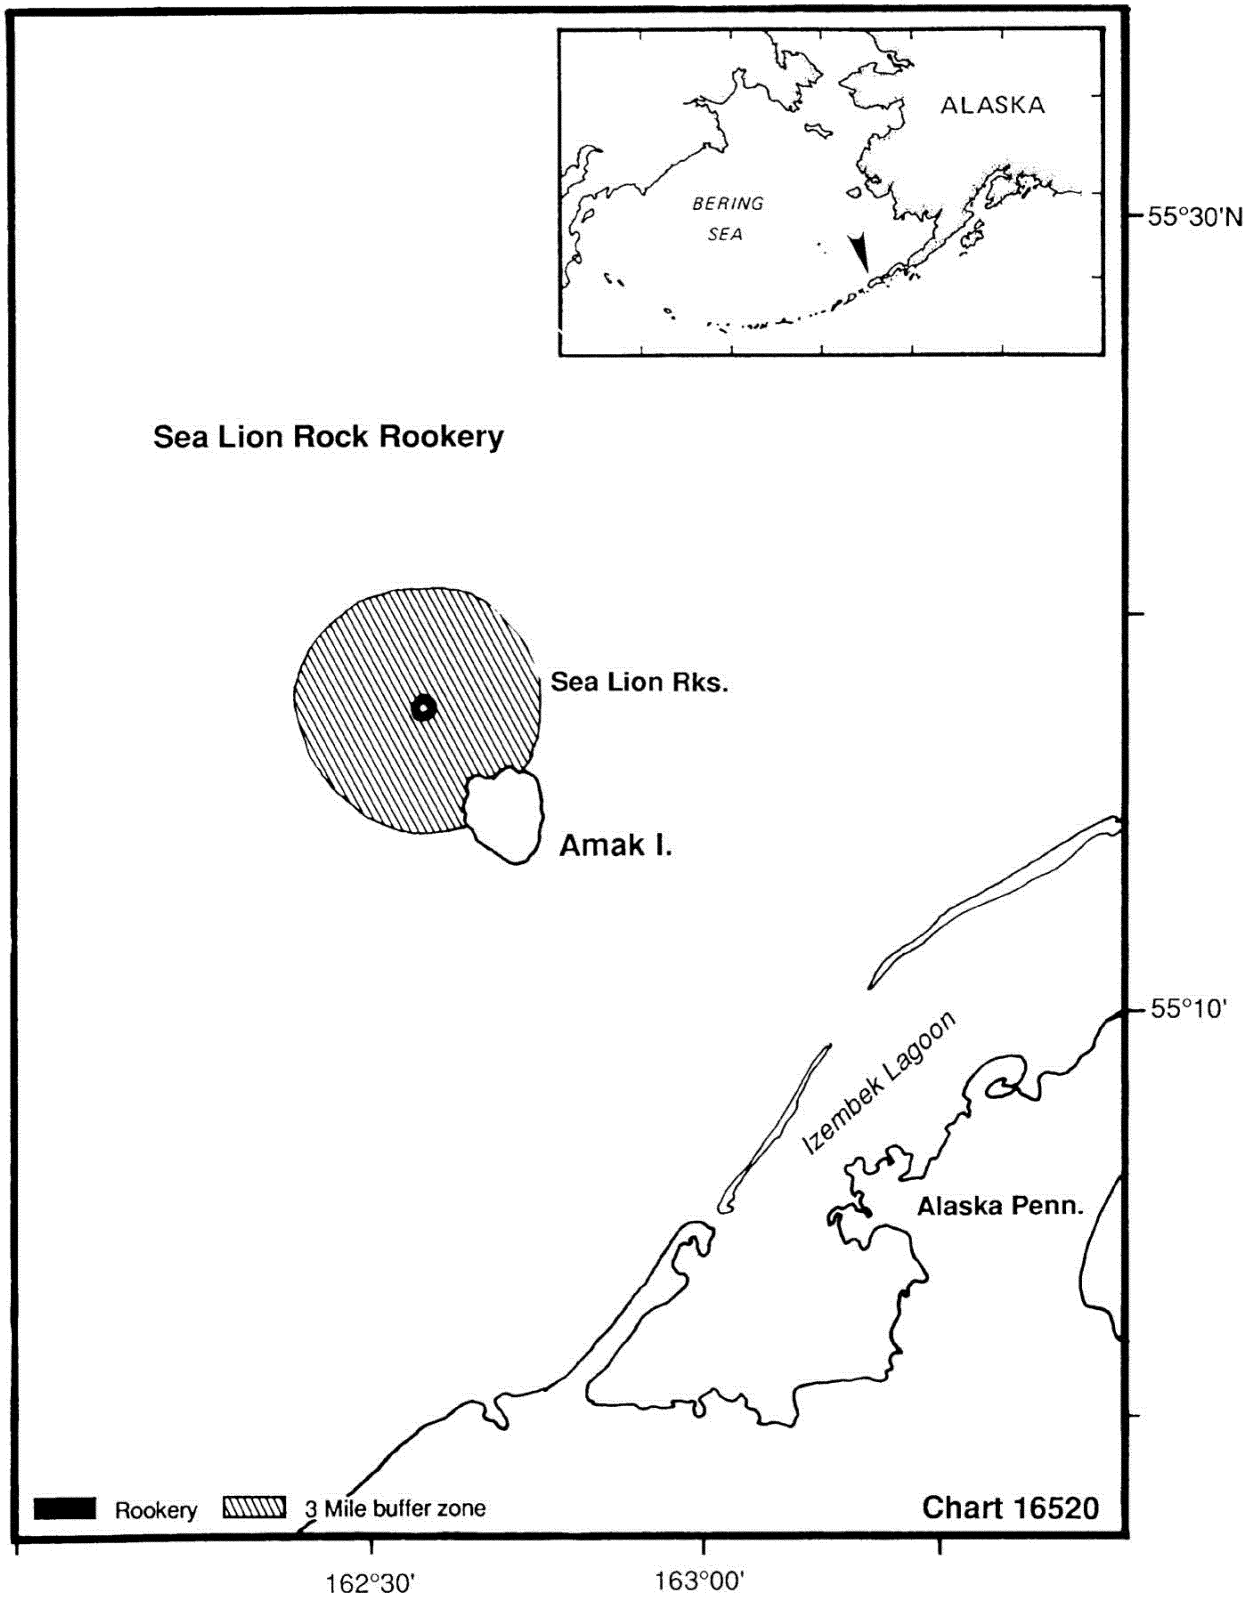 ALASKA
BERING
SEA
55°30'N
Sea Lion Rock Rookery
Sea Lion Rks.
Amak I.
55°10'
Izembek Lagoon
Alaska Penn.
Rookery
3 Mile buffer zone
Chart 16520
162°30'
163°00'